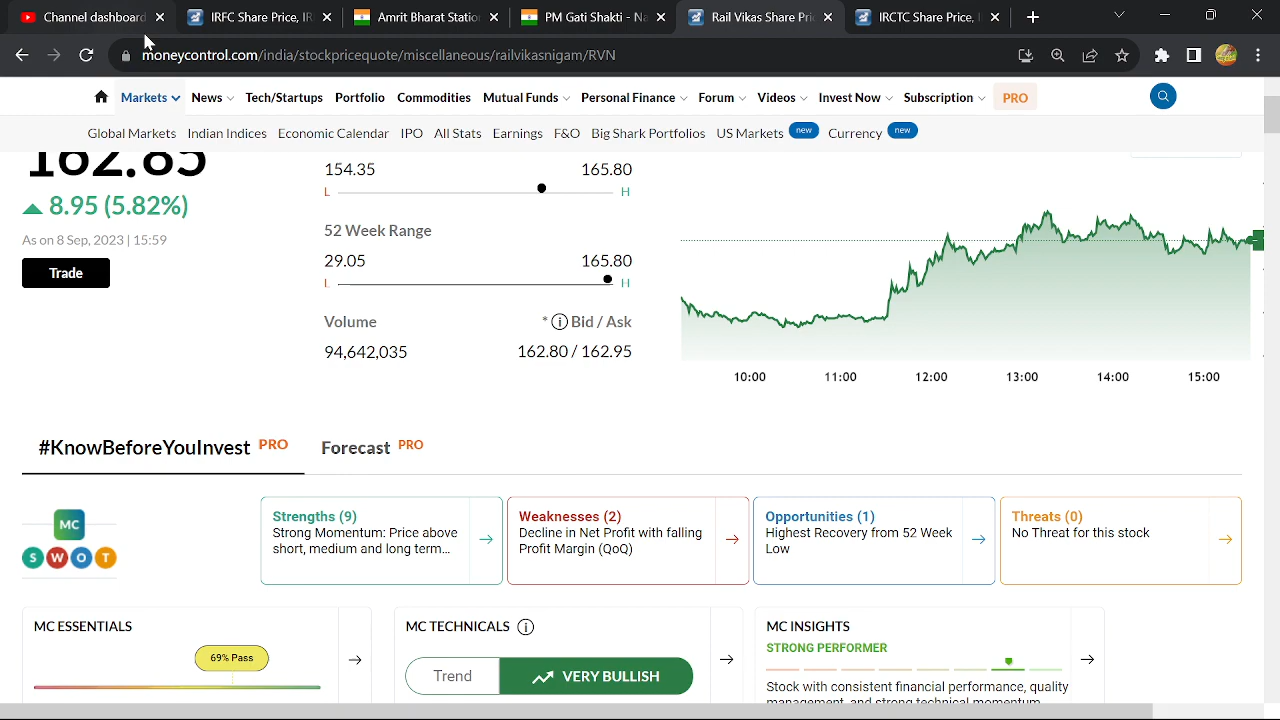 Channel dashboard
IRFC Share Price, IR
Amrit Bharat statio
PM Gati Shakti - Na
Rail Vikas Share Pri
IRCTC Share Price, I
moneycontrol.com/india/stockpricequote/miscellaneous/railvikasnigam/RVN
Markets News Tech/Startups Portfolio Commodities Mutual Funds Personal Finance Forum Videos Invest Now Subscription PRO
Global Markets Indian Indices Economic Calendar IPO All Stats Earnings F&O Big Shark Portfolios US Markets new Currency new
162.85
8.95 (5.82%)
As on 8 Sep, 2023 | 15:59
Trade
154.35 165.80
L H
52 Week Range
29.05 165.80
L H
Volume * i Bid / Ask
94,642,035 162.80 / 162.95
10:00 11:00 12:00 13:00 14:00 15:00
#KnowBeforeYouInvest PRO Forecast PRO
MC
S W O T
Strengths (9)
Strong Momentum: Price above
short, medium and long term...
Weaknesses (2)
Decline in Net Profit with falling
Profit Margin (QoQ)
Opportunities (1)
Highest Recovery from 52 Week
Low
Threats (0)
No Threat for this stock
MC ESSENTIALS
69% Pass
MC TECHNICALS i
Trend VERY BULLISH
MC INSIGHTS
STRONG PERFORMER
Stock with consistent financial performance, quality
management, and strong technical momentum